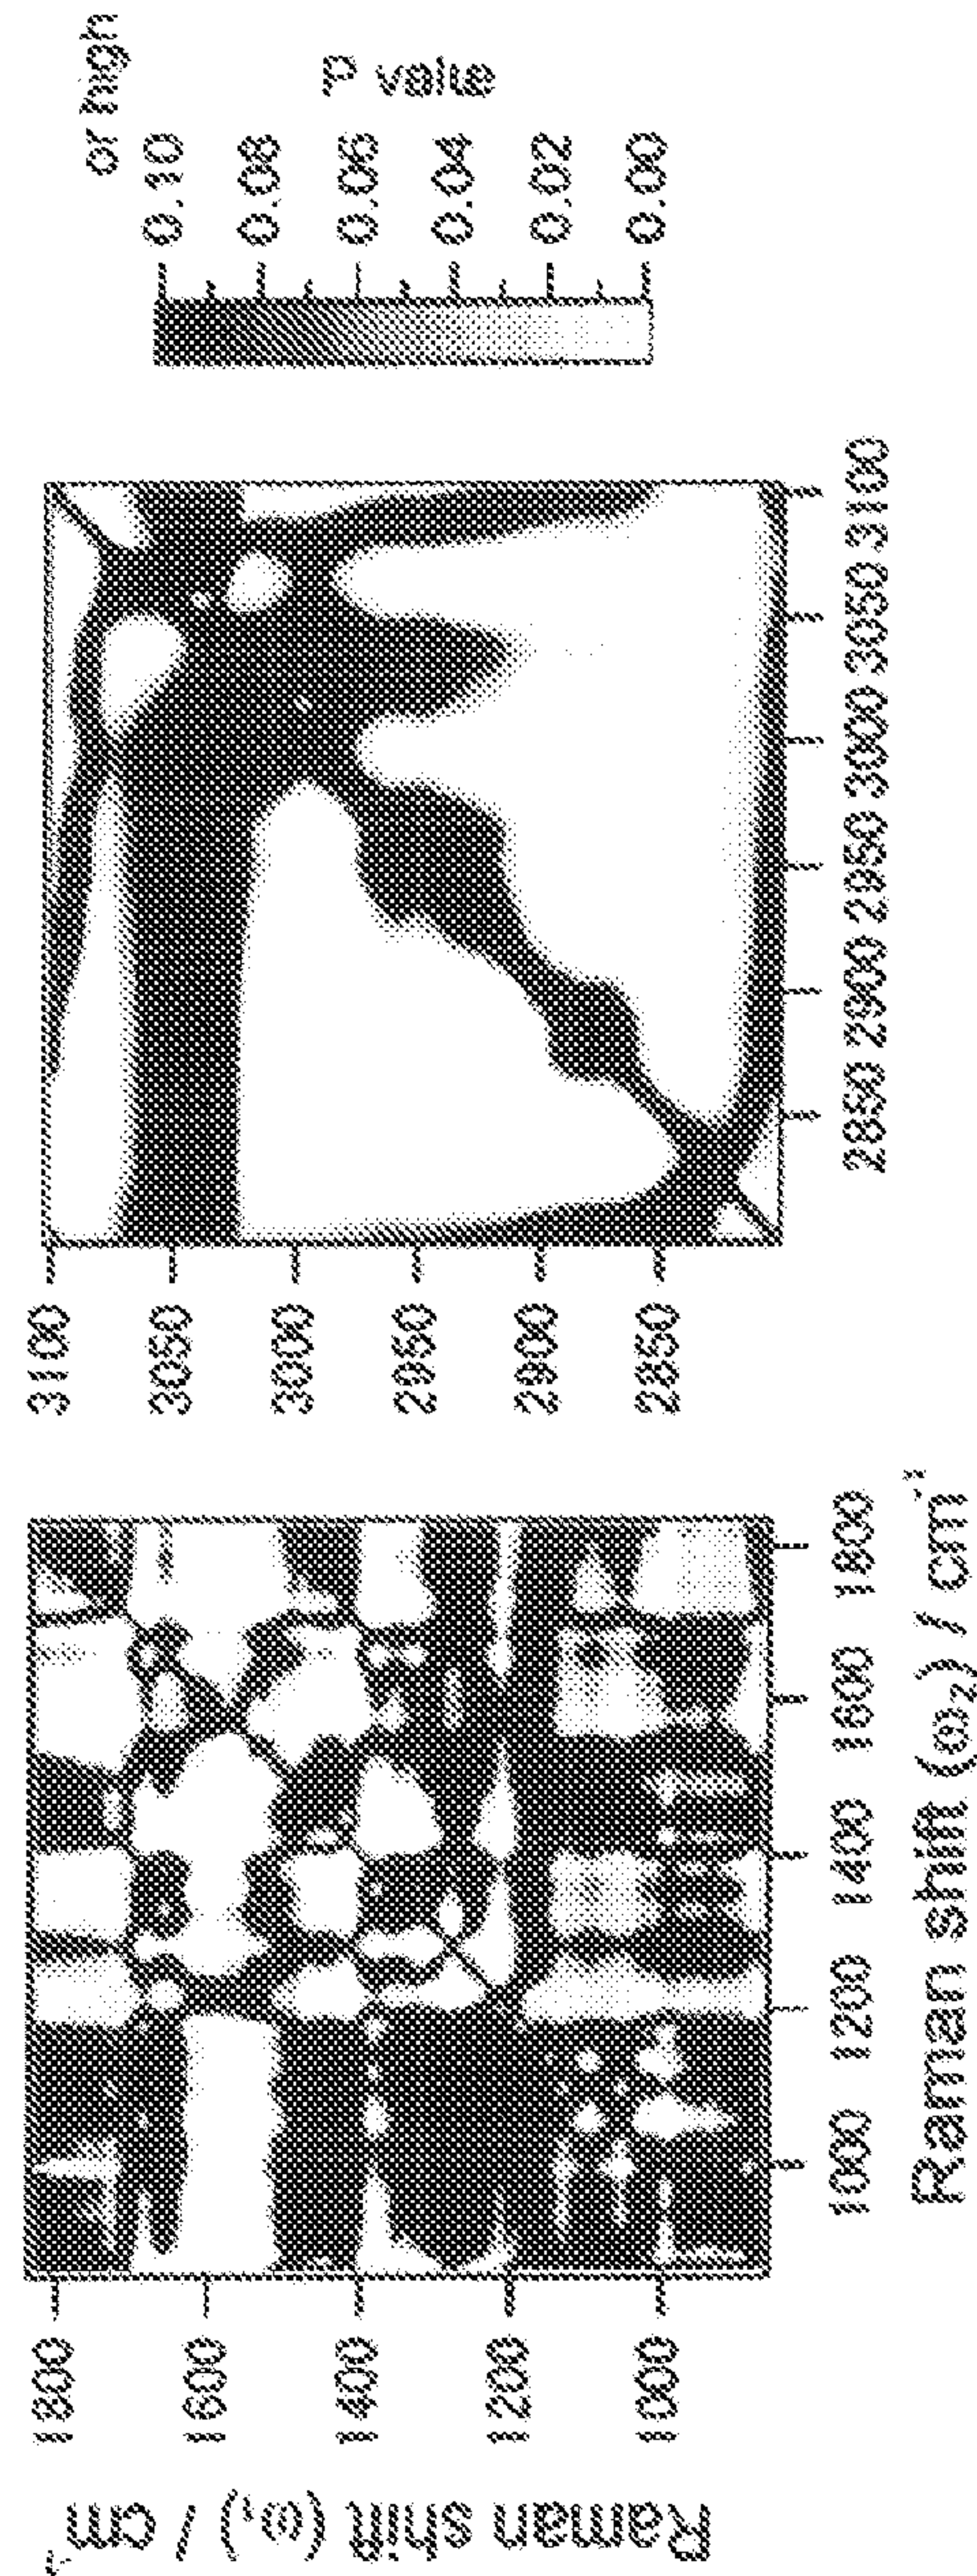 or high
0.10
0.08
0.06
0.04
0.02
0.00
P value
3100
3050
3000
2950
2900
2850
2850 2900 2950 3000 3050 3100
1800
1600
1400
1200
1000
1000 1200 1400 1600 1800
Raman shift (ω₁) / cm⁻¹
Raman shift (ω₂) / cm⁻¹